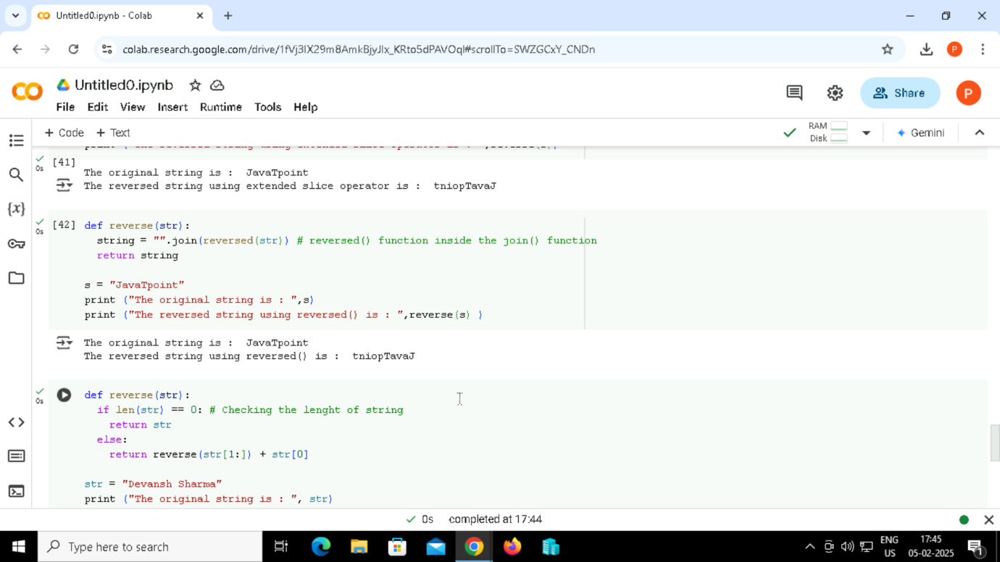 Untitled0.ipynb - Colab
colab.research.google.com/drive/1fVj3lX29m8AmkBjyJlx_KRto5dPAVOql#scrollTo=SWZGCxY_CNDn
P
Untitled0.ipynb
File Edit View Insert Runtime Tools Help
Share
P
+ Code + Text
RAM
Disk
Gemini
0s
[41]
The original string is :  JavaTpoint
The reversed string using extended slice operator is :  tniopTavaJ
0s
[42]
def reverse(str):
  string = "".join(reversed(str)) # reversed() function inside the join() function
  return string
s = "JavaTpoint"
print ("The original string is : ",s)
print ("The reversed string using reversed() is : ",reverse(s) )
The original string is :  JavaTpoint
The reversed string using reversed() is :  tniopTavaJ
0s
def reverse(str):
  if len(str) == 0: # Checking the lenght of string
    return str
  else:
    return reverse(str[1:]) + str[0]
str = "Devansh Sharma"
print ("The original string is : ", str)
{x}
0s completed at 17:44
Type here to search
ENG
US
17:45
05-02-2025
1